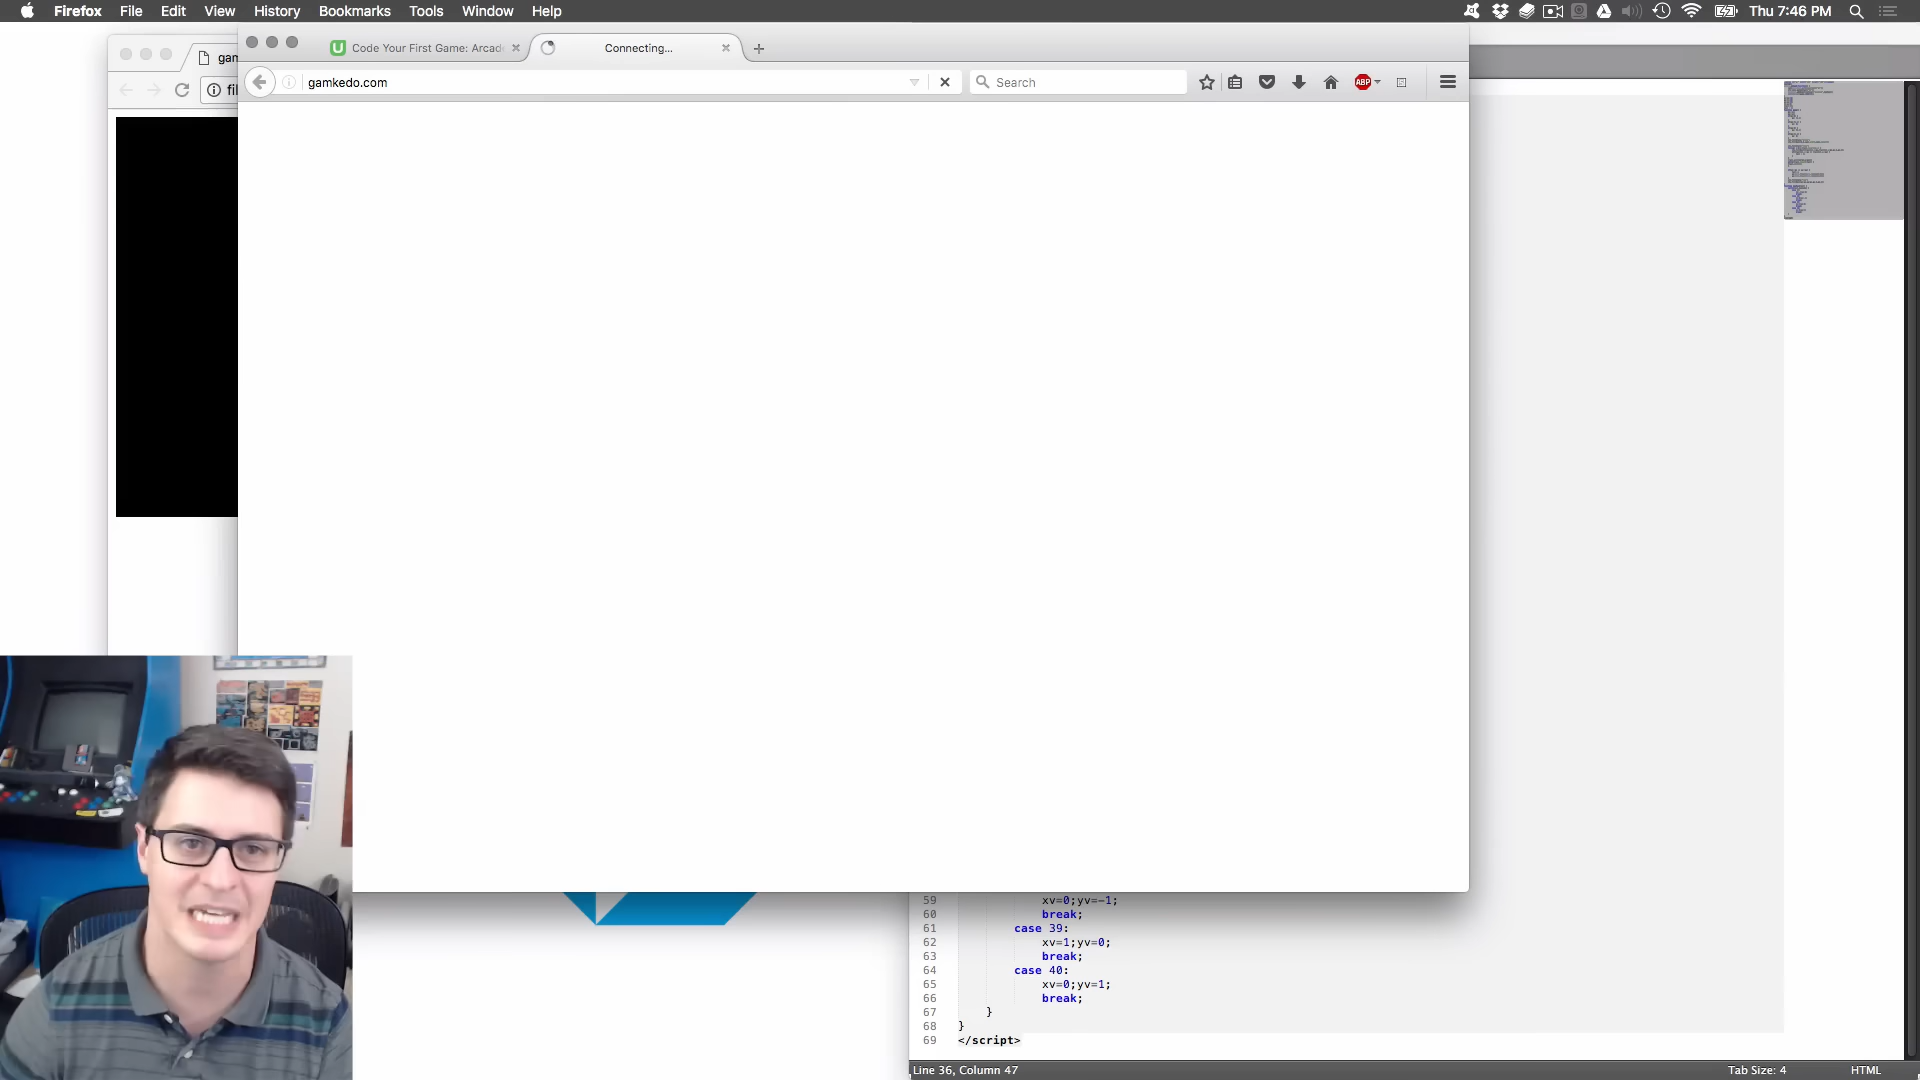 Firefox File Edit View History Bookmarks Tools Window Help
Thu 7:46 PM
gam
Code Your First Game: Arcad
Connecting...
fil
gamkedo.com
Search
ABP
59 xv=0;yv=-1;
60 break;
61 case 39:
62 xv=1;yv=0;
63 break;
64 case 40:
65 xv=0;yv=1;
66 break;
67 }
68 }
69 </script>
Line 36, Column 47
Tab Size: 4
HTML